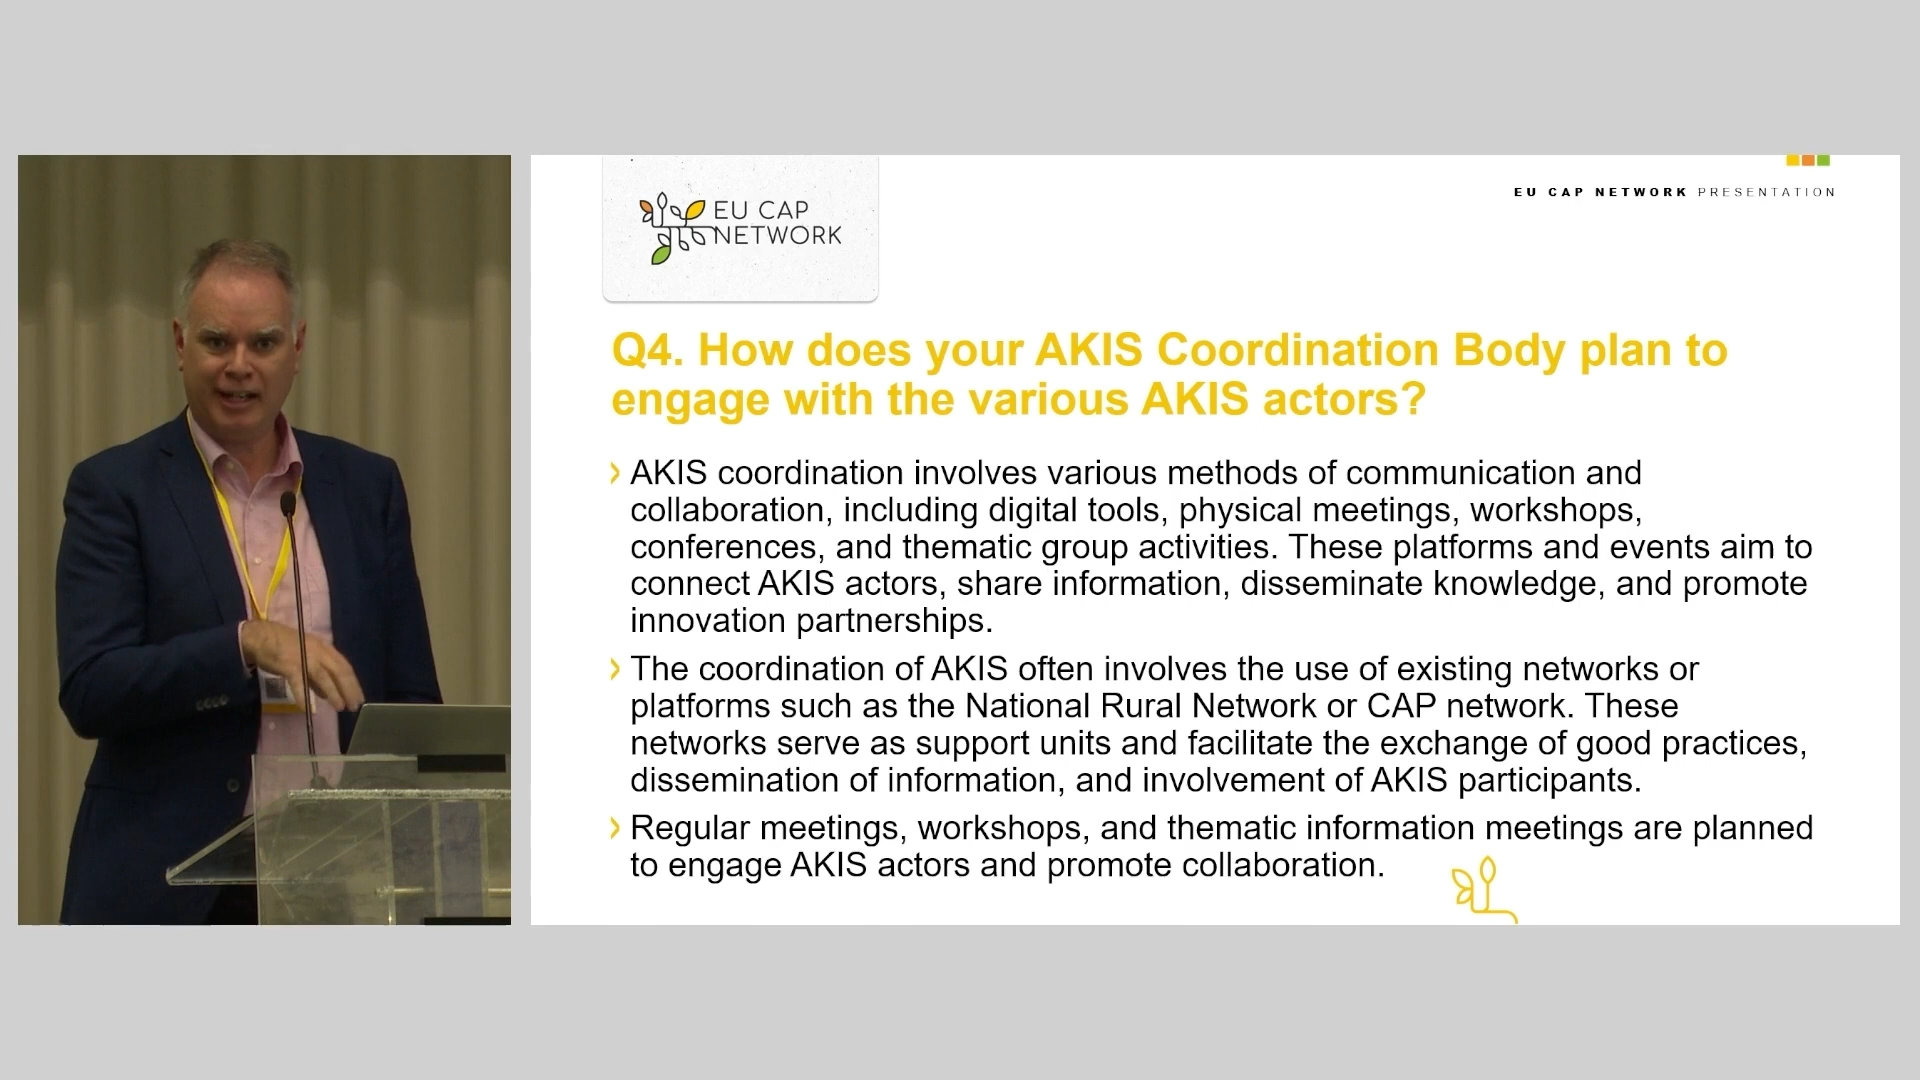 EU CAP
NETWORK
EU CAP NETWORK PRESENTATION
Q4. How does your AKIS Coordination Body plan to
engage with the various AKIS actors?
AKIS coordination involves various methods of communication and
collaboration, including digital tools, physical meetings, workshops,
conferences, and thematic group activities. These platforms and events aim to
connect AKIS actors, share information, disseminate knowledge, and promote
innovation partnerships.
The coordination of AKIS often involves the use of existing networks or
platforms such as the National Rural Network or CAP network. These
networks serve as support units and facilitate the exchange of good practices,
dissemination of information, and involvement of AKIS participants.
Regular meetings, workshops, and thematic information meetings are planned
to engage AKIS actors and promote collaboration.